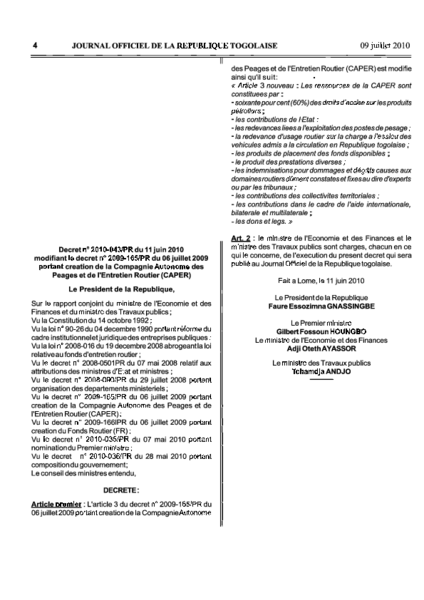 4 JOURNAL OFFICIEL DE LA REPUBLIQUE TOGOLAISE 09 juillet 2010
Decret n° 2010-043/PR du 11 juin 2010
modifiant le decret n° 2009-165/PR du 06 juillet 2009
portant creation de la Compagnie Autonome des
Peages et de l'Entretien Routier (CAPER)
Le President de la Republique,
Sur le rapport conjoint du ministre de l'Economie et des
Finances et du ministre des Travaux publics ;
Vu la Constitution du 14 octobre 1992 ;
Vu la loi n° 90-26 du 04 decembre 1990 portant réforme du
cadre institutionnel et juridique des entreprises publiques :
Vu la loi n° 2008-016 du 19 decembre 2008 abrogeant la loi
relative au fonds d'entretien routier ;
Vu le decret n° 2008-0501PR du 07 mai 2008 relatif aux
attributions des ministres d'Etat et ministres ;
Vu le decret n° 2008-090/PR du 29 juillet 2008 portant
organisation des departements ministeriels ;
Vu le decret n° 2009-165/PR du 06 juillet 2009 portant
creation de la Compagnie Autonome des Peages et de
l'Entretien Routier (CAPER) ;
Vu le decret n° 2009-166IPR du 06 juillet 2009 portant
creation du Fonds Routier (FR) ;
Vu le decret n° 2010-035/PR du 07 mai 2010 portant
nomination du Premier ministre ;
Vu le decret n° 2010-036/PR du 28 mai 2010 portant
composition du gouvernement;
Le conseil des ministres entendu,
DECRETE :
Article premier : L'article 3 du decret n° 2009-165/PR du
06 juillet 2009 portant creation de la Compagnie Autonome
des Peages et de l'Entretien Routier (CAPER) est modifie
ainsi qu'il suit :
« Article 3 nouveau : Les ressources de la CAPER sont
constituees par :
- soixante pour cent (60%) des droits d'accise sur les produits
pétroliers ;
- les contributions de l·Etat :
- les redevances liees a l'exploitation des postes de pesage ;
- la redevance d'usage routier sur la charge a l'essieu des
vehicules admis a la circulation en Republique togolaise ;
- les produits de placement des fonds disponibles ;
- le produit des prestations diverses ;
- les indemnisations pour dommages et dégâts causes aux
domaines routiers dûment constates et fixes au dire d'experts
ou par les tribunaux ;
- les contributions des collectivites territoriales ;
- les contributions dans le cadre de l'aide internationale,
bilaterale et multilaterale ;
- les dons et legs. »
Art. 2 : le ministre de l'Economie et des Finances et le
ministre des Travaux publics sont charges, chacun en ce
qui le concerne, de l'execution du present decret qui sera
publié au Journal Officiel de la Republique togolaise.
Fait a Lome, le 11 juin 2010
Le President de la Republique
Faure Essozimna GNASSINGBE
Le Premier ministre
Gilbert Fossoun HOUNGBO
Le ministre de l'Economie et des Finances
Adji Oteth AYASSOR
Le ministre des Travaux publics
Tchamdja ANDJO